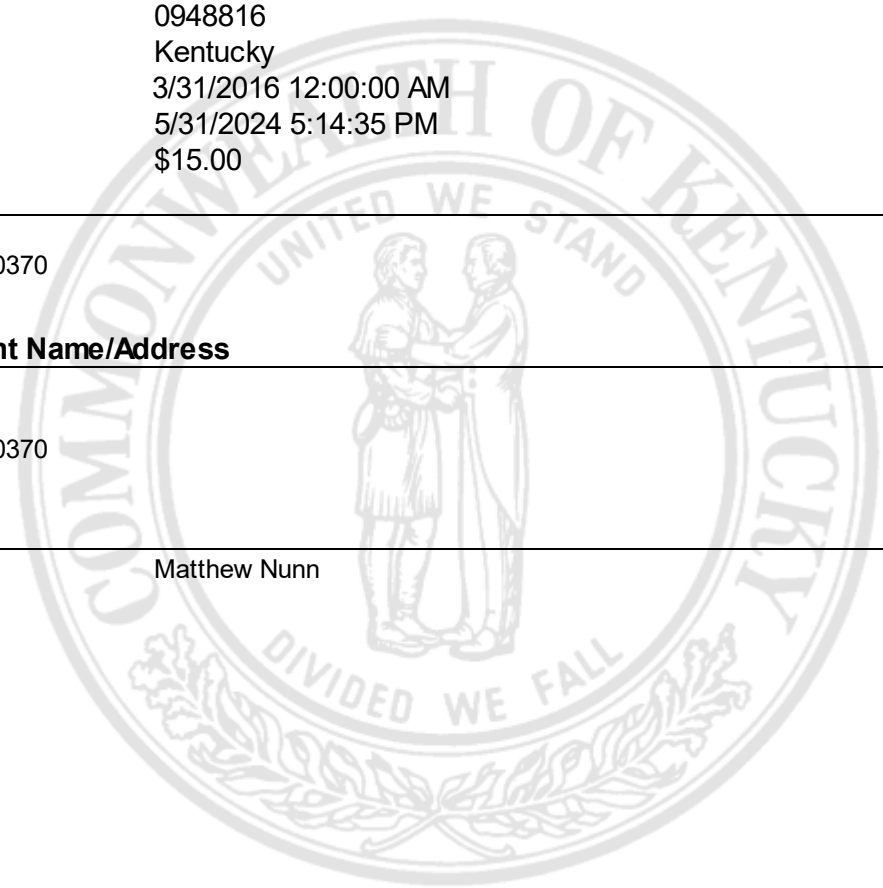 0948816
Kentucky
3/31/2016 12:00:00 AM
5/31/2024 5:14:35 PM
$15.00
COMMONWEALTH OF KENTUCKY
UNITED WE STAND
0370
nt Name/Address
0370
Matthew Nunn
DIVIDED WE FALL